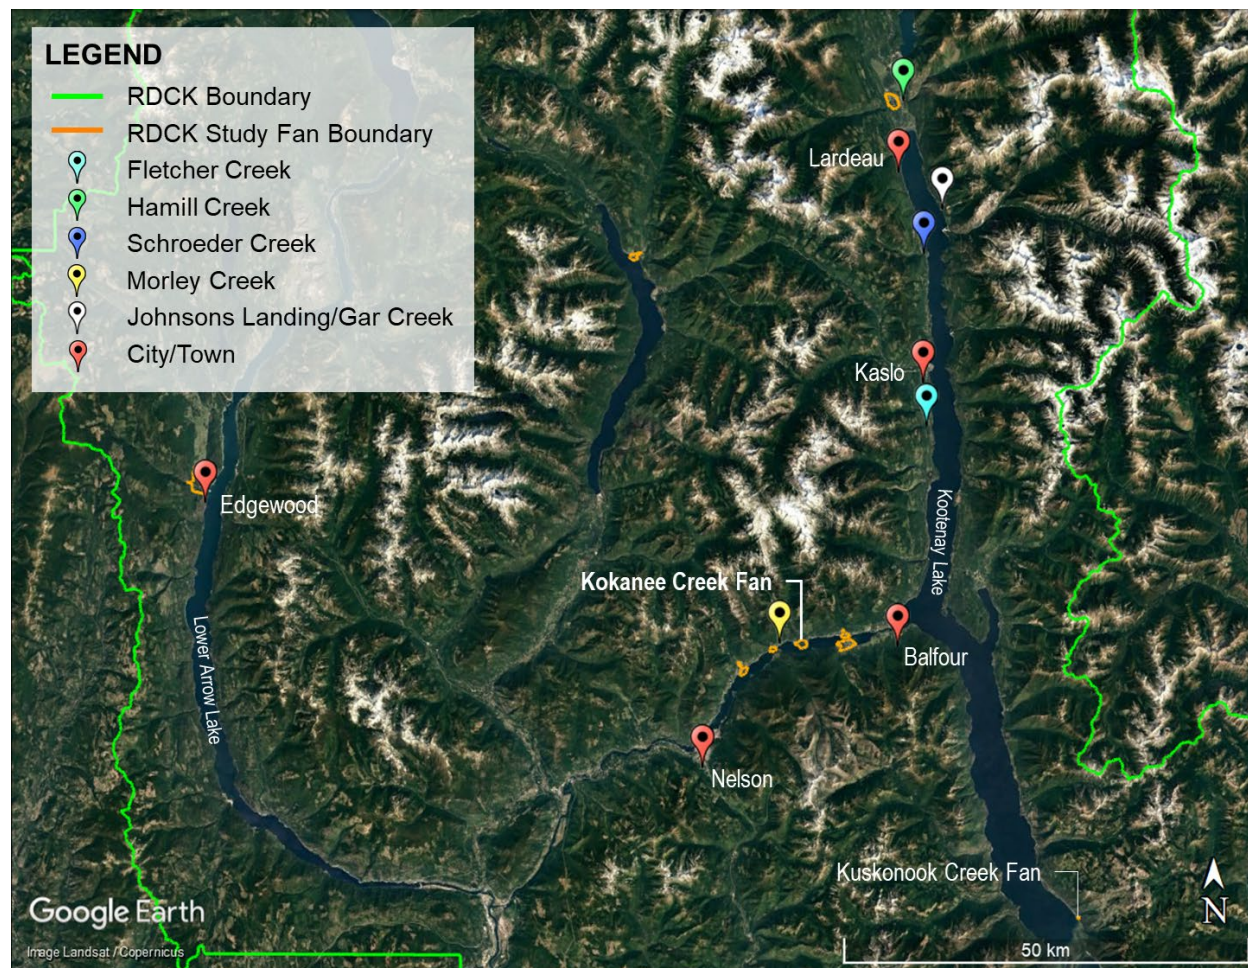 LEGEND
RDCK Boundary
RDCK Study Fan Boundary
Fletcher Creek
Hamill Creek
Schroeder Creek
Morley Creek
Johnsons Landing/Gar Creek
City/Town
Lardeau
Kaslo
Edgewood
Kootenay Lake
Kokanee Creek Fan
Lower Arrow Lake
Balfour
Nelson
Kuskonook Creek Fan
Google Earth
N
Image Landsat / Copernicus
50 km